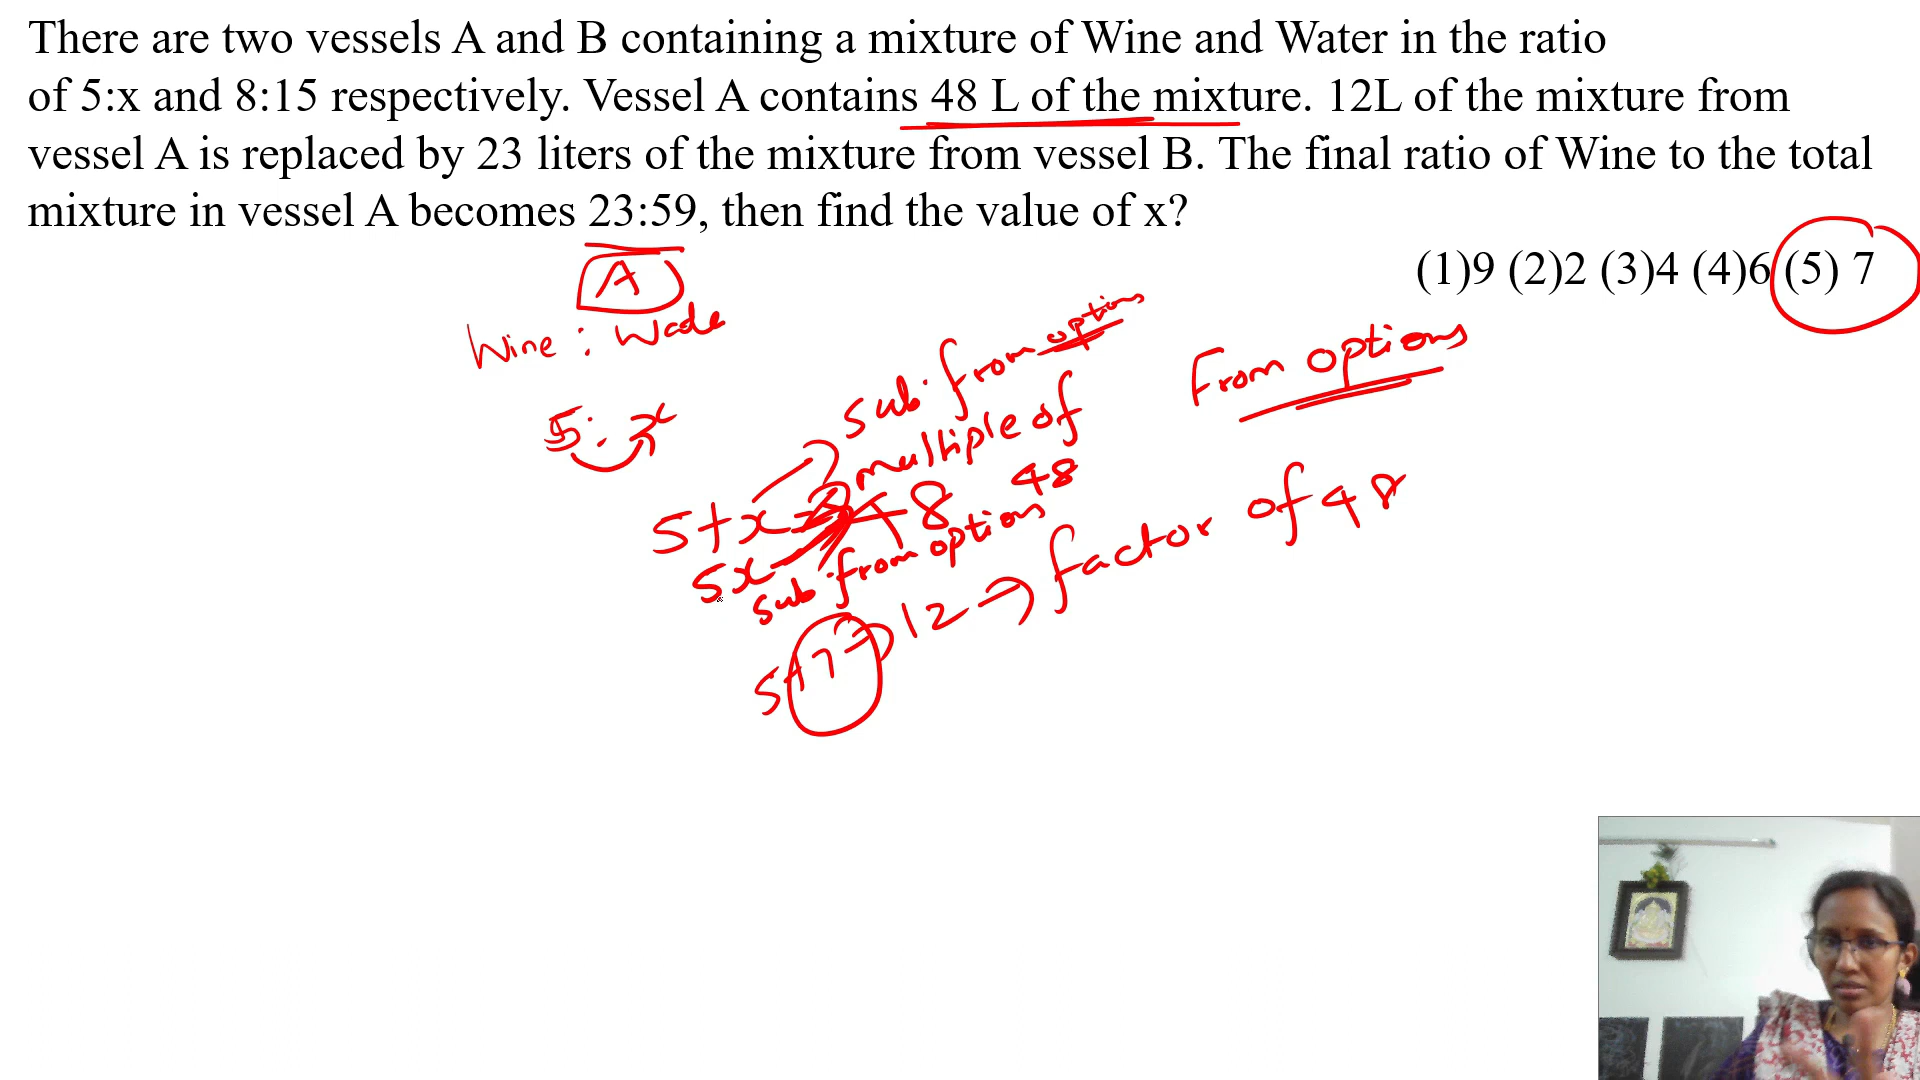 There are two vessels A and B containing a mixture of Wine and Water in the ratio
of 5:x and 8:15 respectively. Vessel A contains 48 L of the mixture. 12L of the mixture from
vessel A is replaced by 23 liters of the mixture from vessel B. The final ratio of Wine to the total
mixture in vessel A becomes 23:59, then find the value of x?
(1)9 (2)2 (3)4 (4)6 (5) 7
A
Wine :
5 : x
sub. from options
From options
multiple of
48
5+x
48
5x
sub. from options
5+7 → 12 → factor of 48